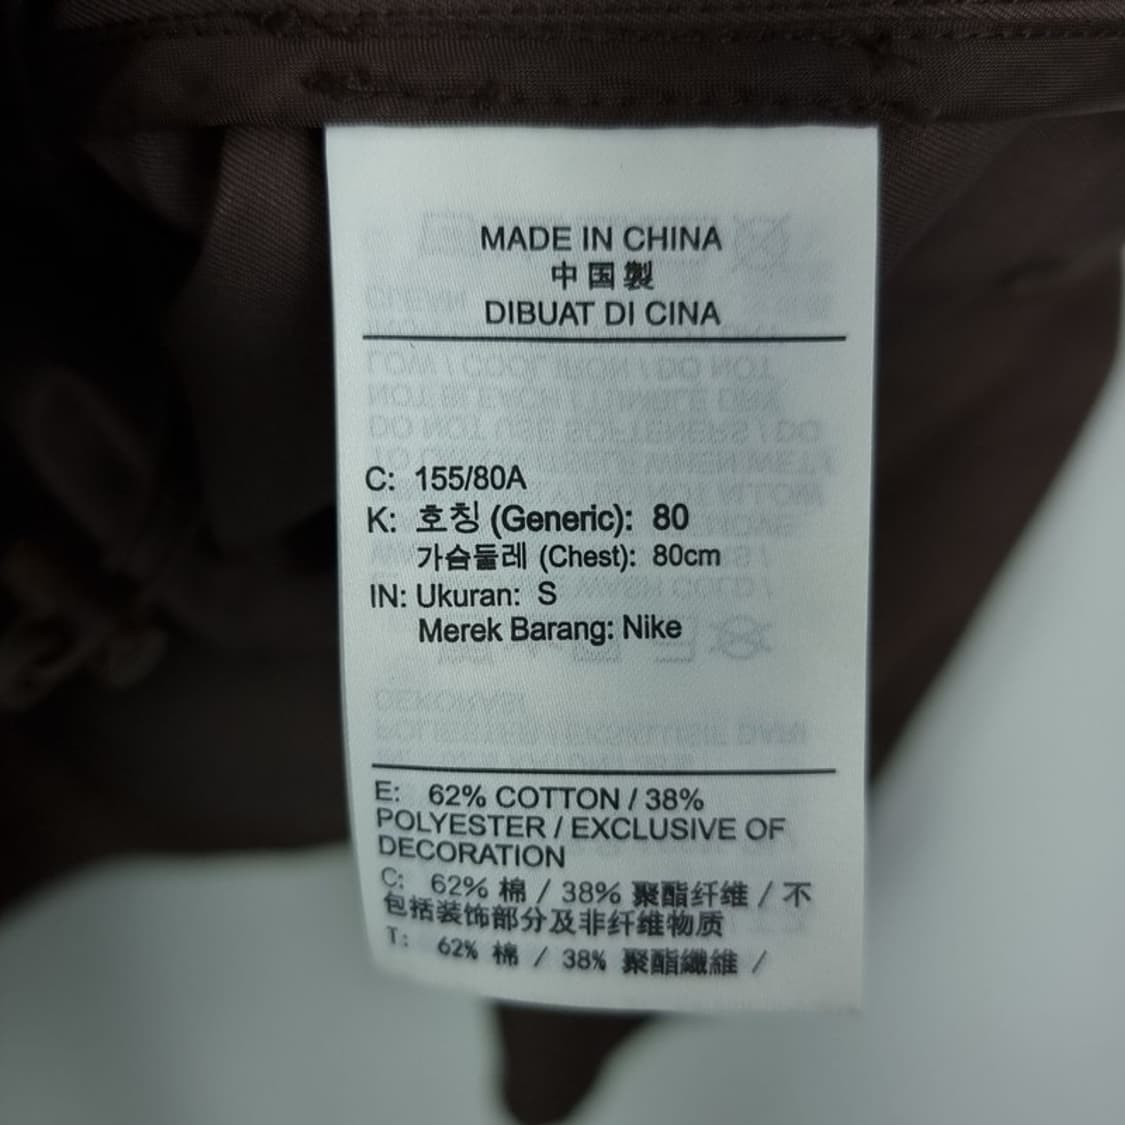 MADE IN CHINA
中国製
DIBUAT DI CINA
C: 155/80A
K: 호칭 (Generic): 80
가슴둘레 (Chest): 80cm
IN: Ukuran: S
Merek Barang: Nike
E: 62% COTTON / 38%
POLYESTER / EXCLUSIVE OF
DECORATION
C: 62% 棉 / 38% 聚酯纤维 / 不
包括装饰部分及非纤维物质
T: 62% 棉 / 38% 聚酯纖維 /